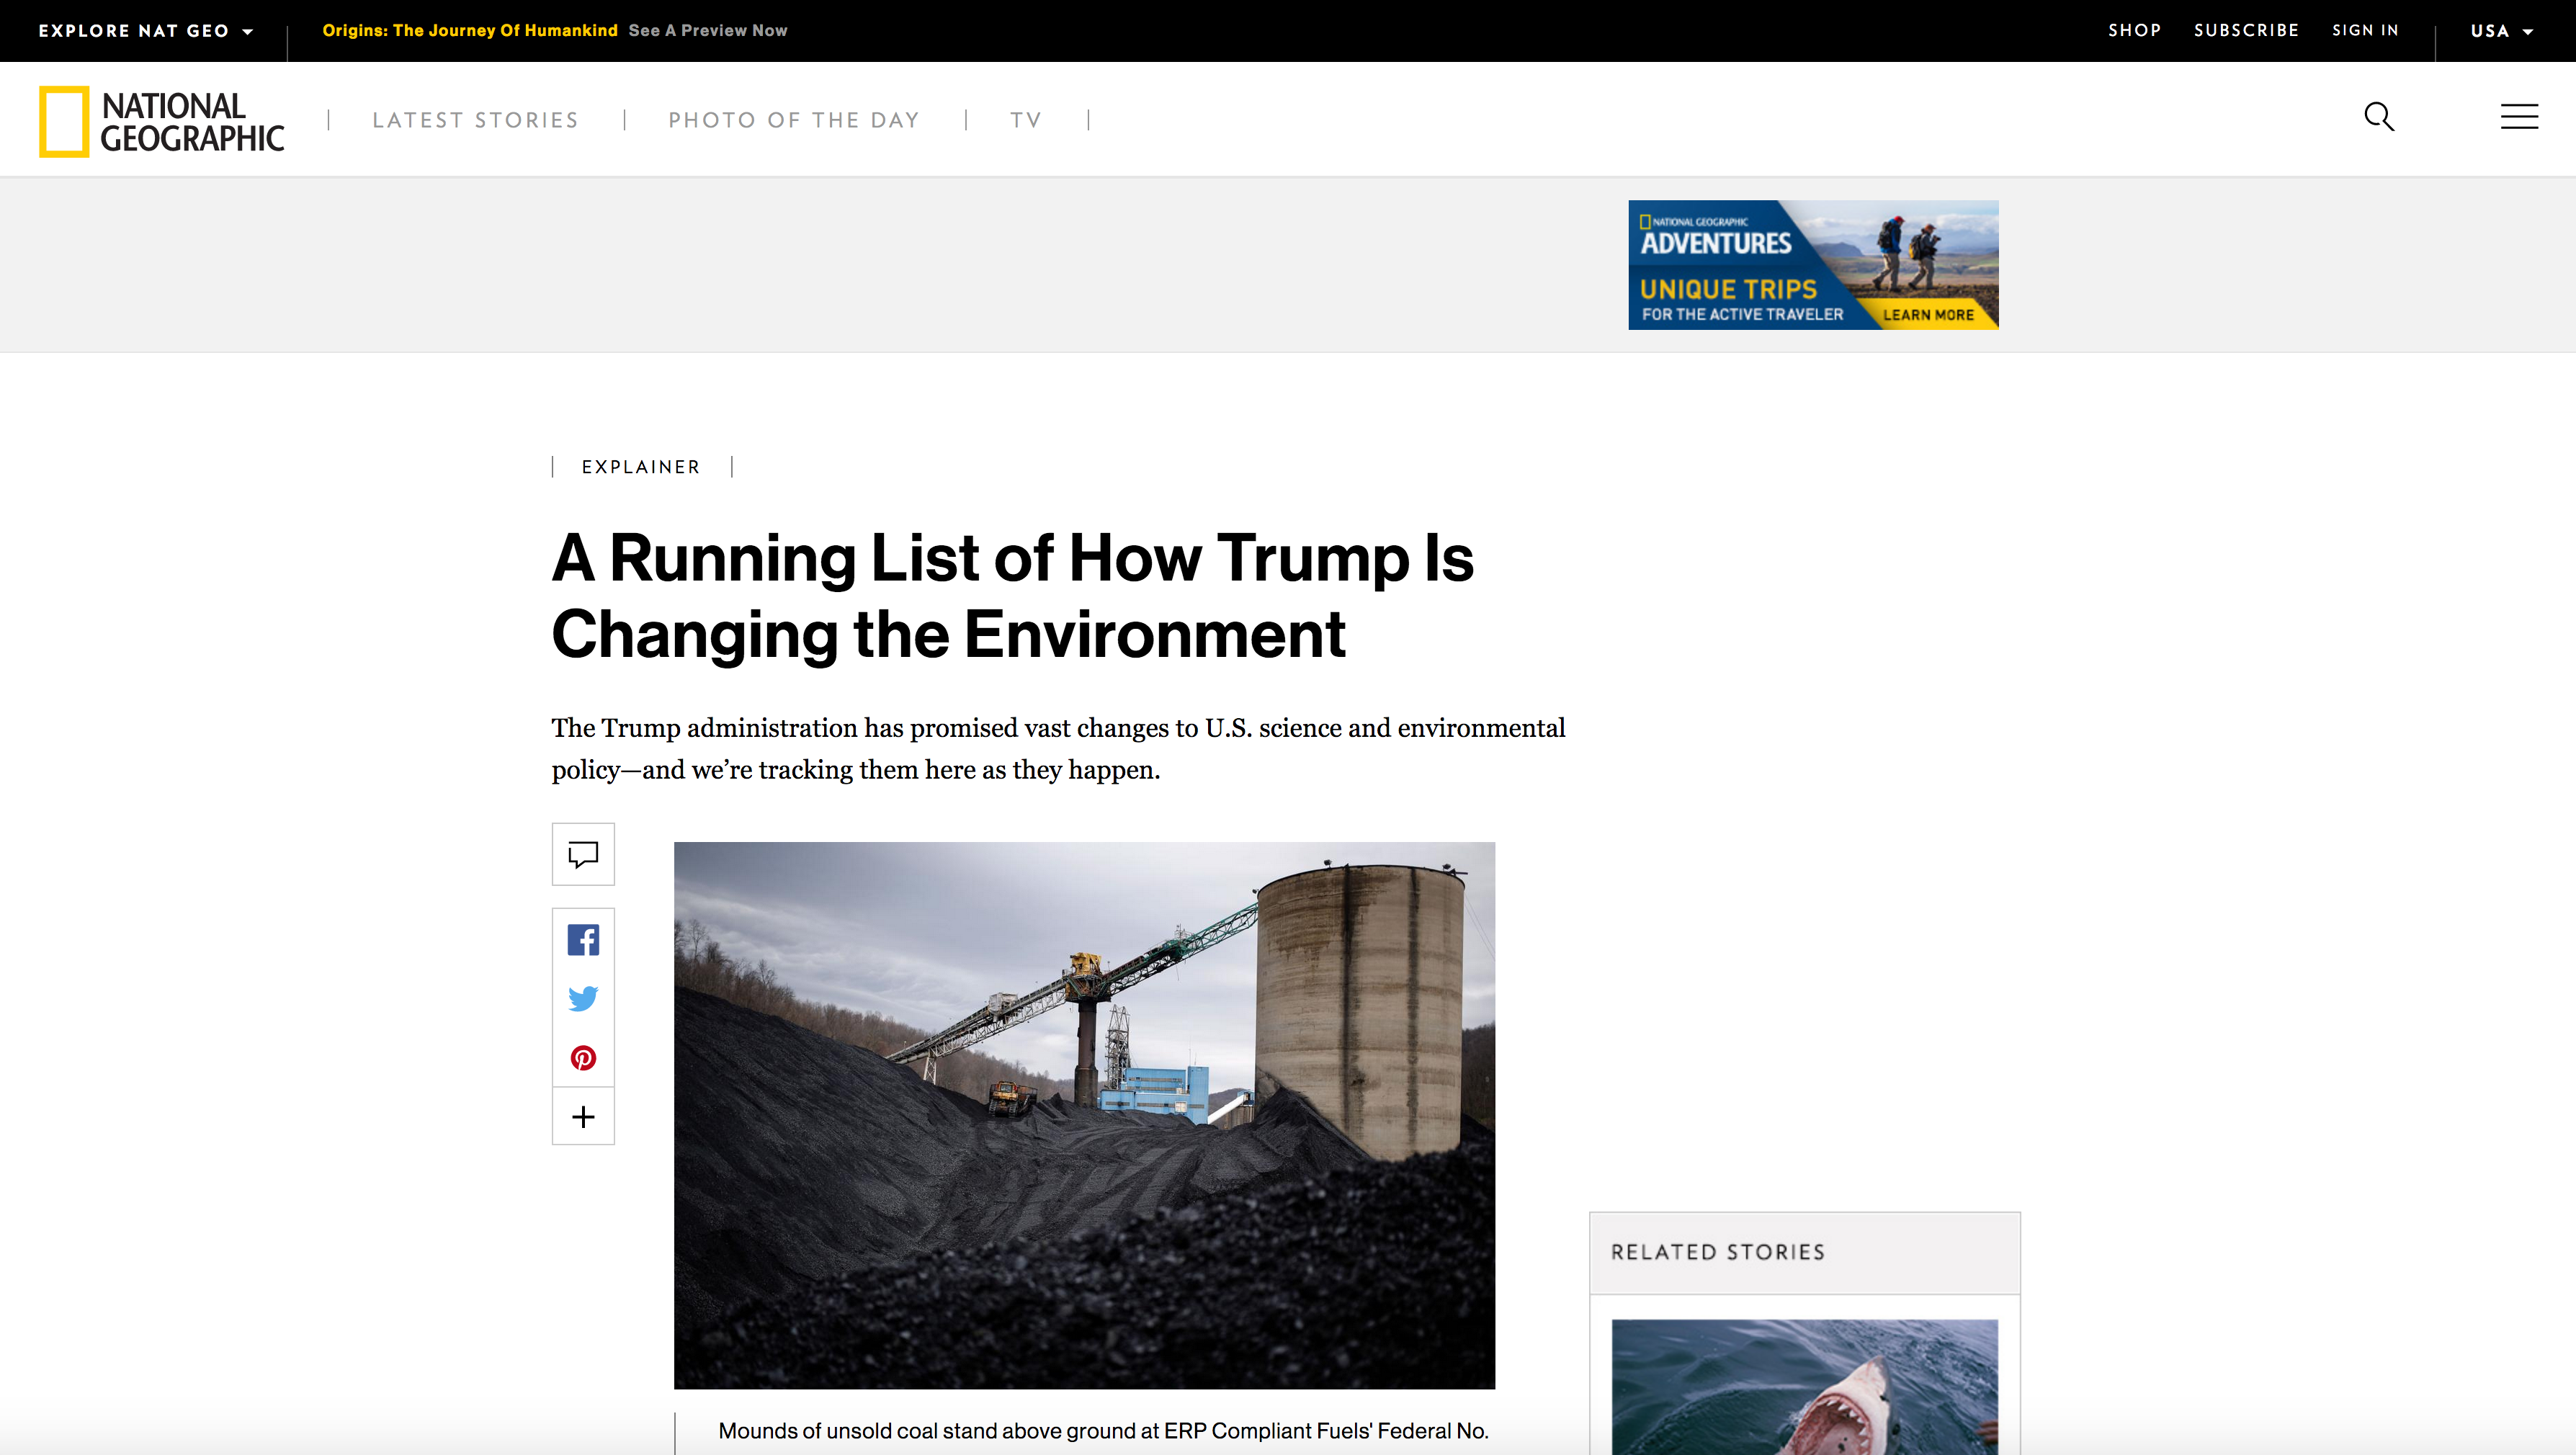 EXPLORE NAT GEO
Origins: The Journey Of Humankind See A Preview Now
SHOP
SUBSCRIBE
SIGN IN
USA
NATIONAL
GEOGRAPHIC
LATEST STORIES
PHOTO OF THE DAY
TV
NATIONAL GEOGRAPHIC
ADVENTURES
UNIQUE TRIPS
FOR THE ACTIVE TRAVELER
LEARN MORE
EXPLAINER
A Running List of How Trump Is
Changing the Environment
The Trump administration has promised vast changes to U.S. science and environmental
policy—and we’re tracking them here as they happen.
RELATED STORIES
Mounds of unsold coal stand above ground at ERP Compliant Fuels' Federal No.